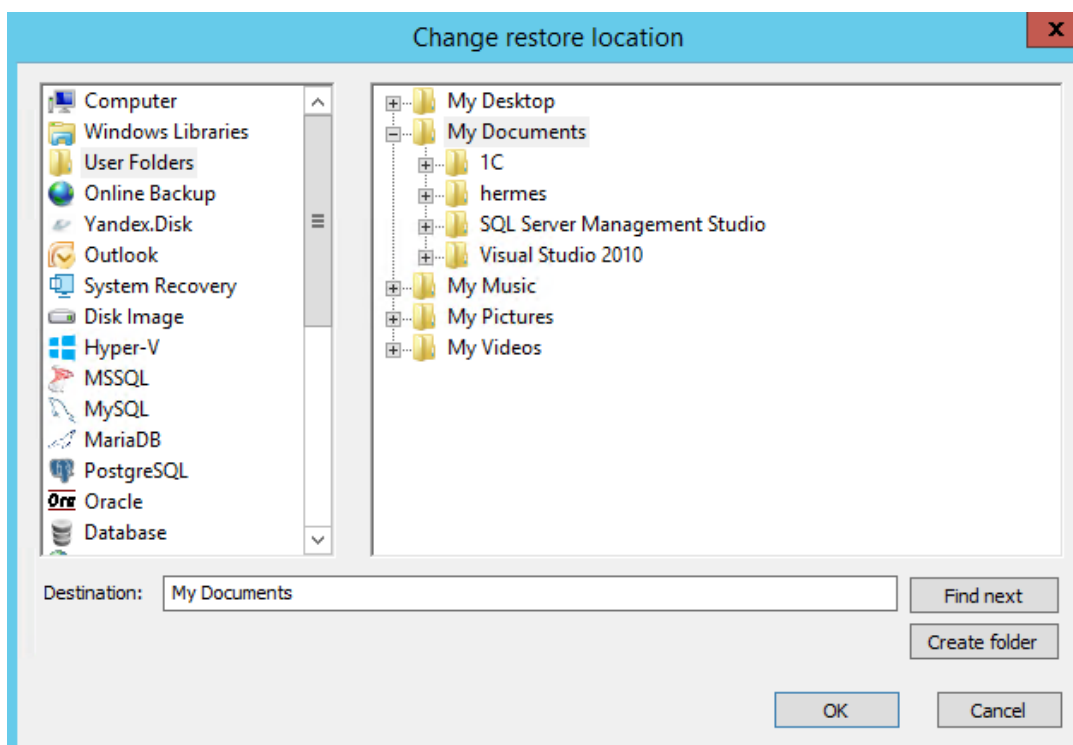 Change restore location
x
Computer
Windows Libraries
User Folders
Online Backup
Yandex.Disk
Outlook
System Recovery
Disk Image
Hyper-V
MSSQL
MySQL
MariaDB
PostgreSQL
Ora Oracle
Database
My Desktop
My Documents
1C
hermes
SQL Server Management Studio
Visual Studio 2010
My Music
My Pictures
My Videos
Destination: My Documents
Find next
Create folder
OK
Cancel